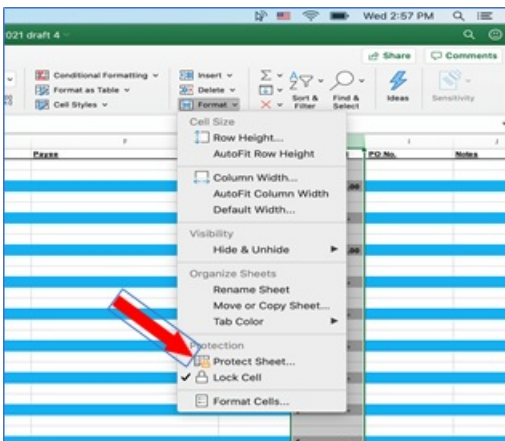 Wed 2:57 PM
021 draft 4
Share
Comments
Conditional Formatting
Insert
Format as Table
Delete
Cell Styles
Format
Sort &
Filter
Find &
Select
Ideas
Sensitivity
Cell Size
Row Height...
AutoFit Row Height
Column Width...
AutoFit Column Width
Default Width...
Visibility
Hide & Unhide
Organize Sheets
Rename Sheet
Move or Copy Sheet...
Tab Color
Protection
Protect Sheet...
Lock Cell
Format Cells...
F
I
J
Payee
PO No.
Notes
.00
.00